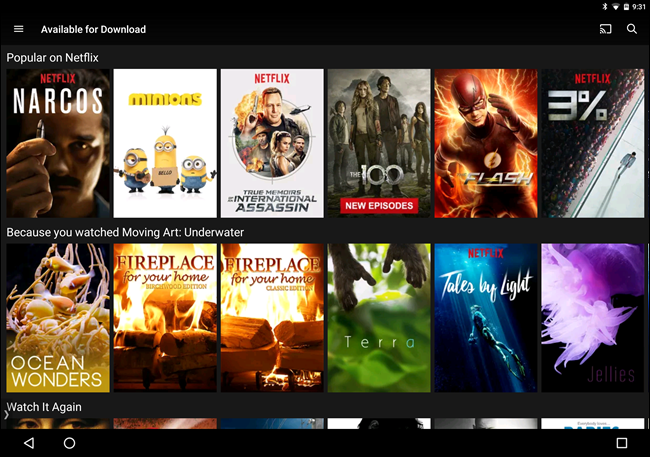 9:31
Available for Download
Popular on Netflix
NETFLIX
NARCOS
MINIONS
BELLO
NETFLIX
TRUE MEMOIRS
OF THE INTERNATIONAL
ASSASSIN
THE 100
NEW EPISODES
THE FLASH
NETFLIX
3%
Because you watched Moving Art: Underwater
OCEAN
WONDERS
FIREPLACE
for your home
BIRCHWOOD EDITION
FIREPLACE
for your home
CLASSIC EDITION
Terra
NETFLIX
Tales by Light
Jellies
Watch It Again